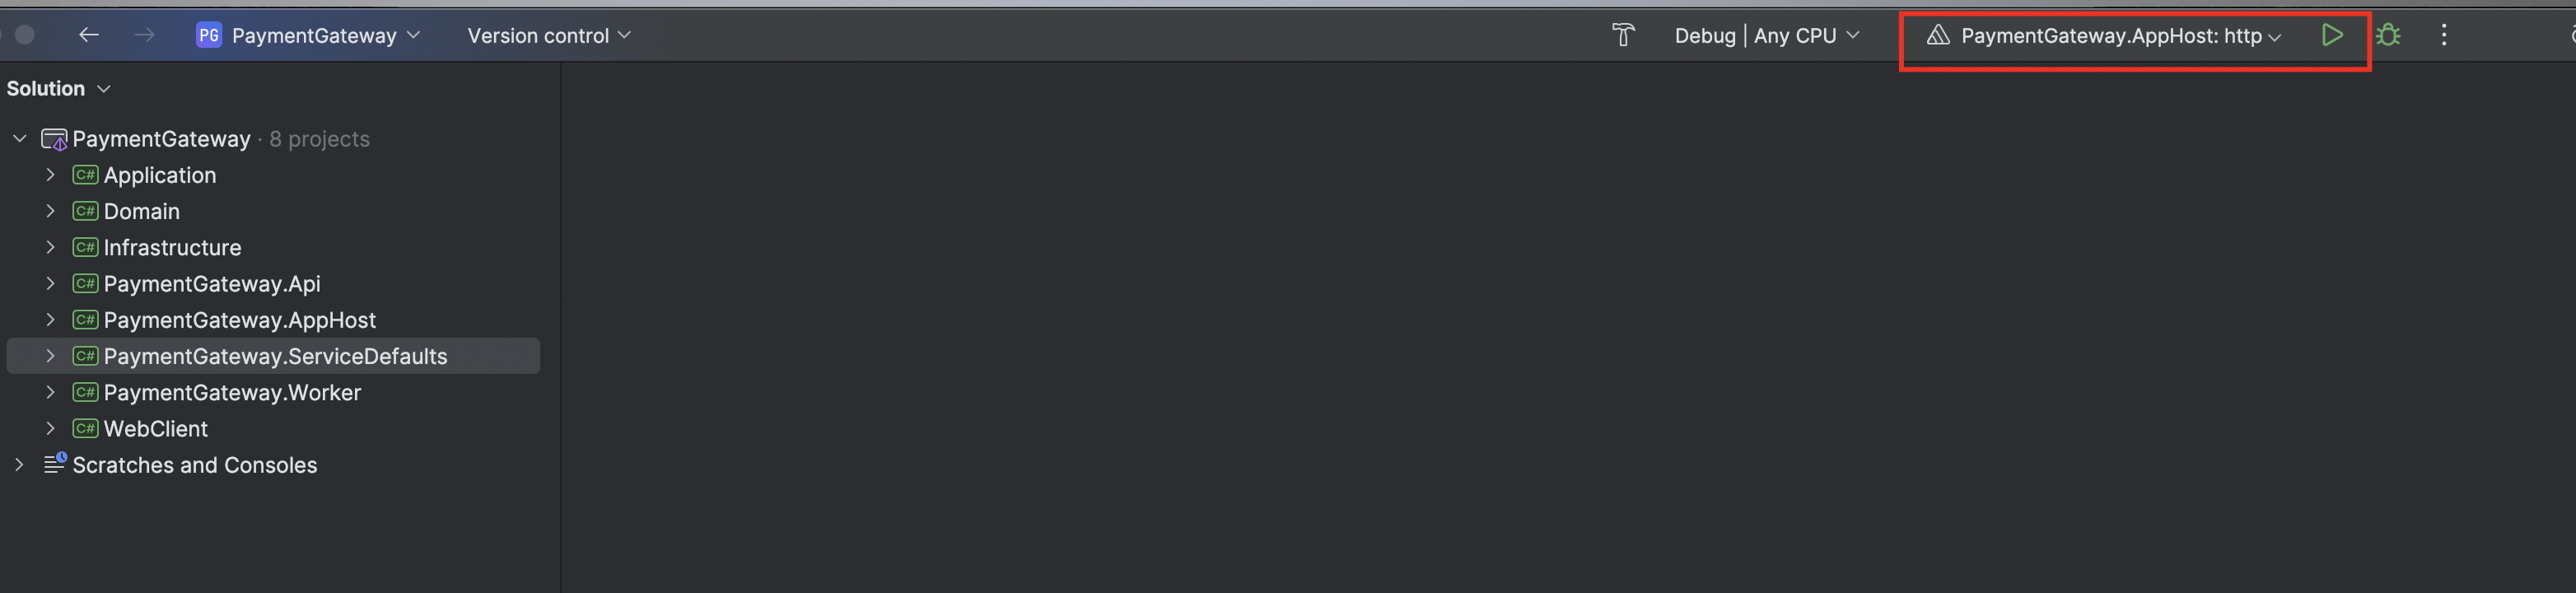 PG PaymentGateway Version control Debug | Any CPU PaymentGateway.AppHost: http
Solution
PaymentGateway · 8 projects
C# Application
C# Domain
C# Infrastructure
C# PaymentGateway.Api
C# PaymentGateway.AppHost
C# PaymentGateway.ServiceDefaults
C# PaymentGateway.Worker
C# WebClient
Scratches and Consoles